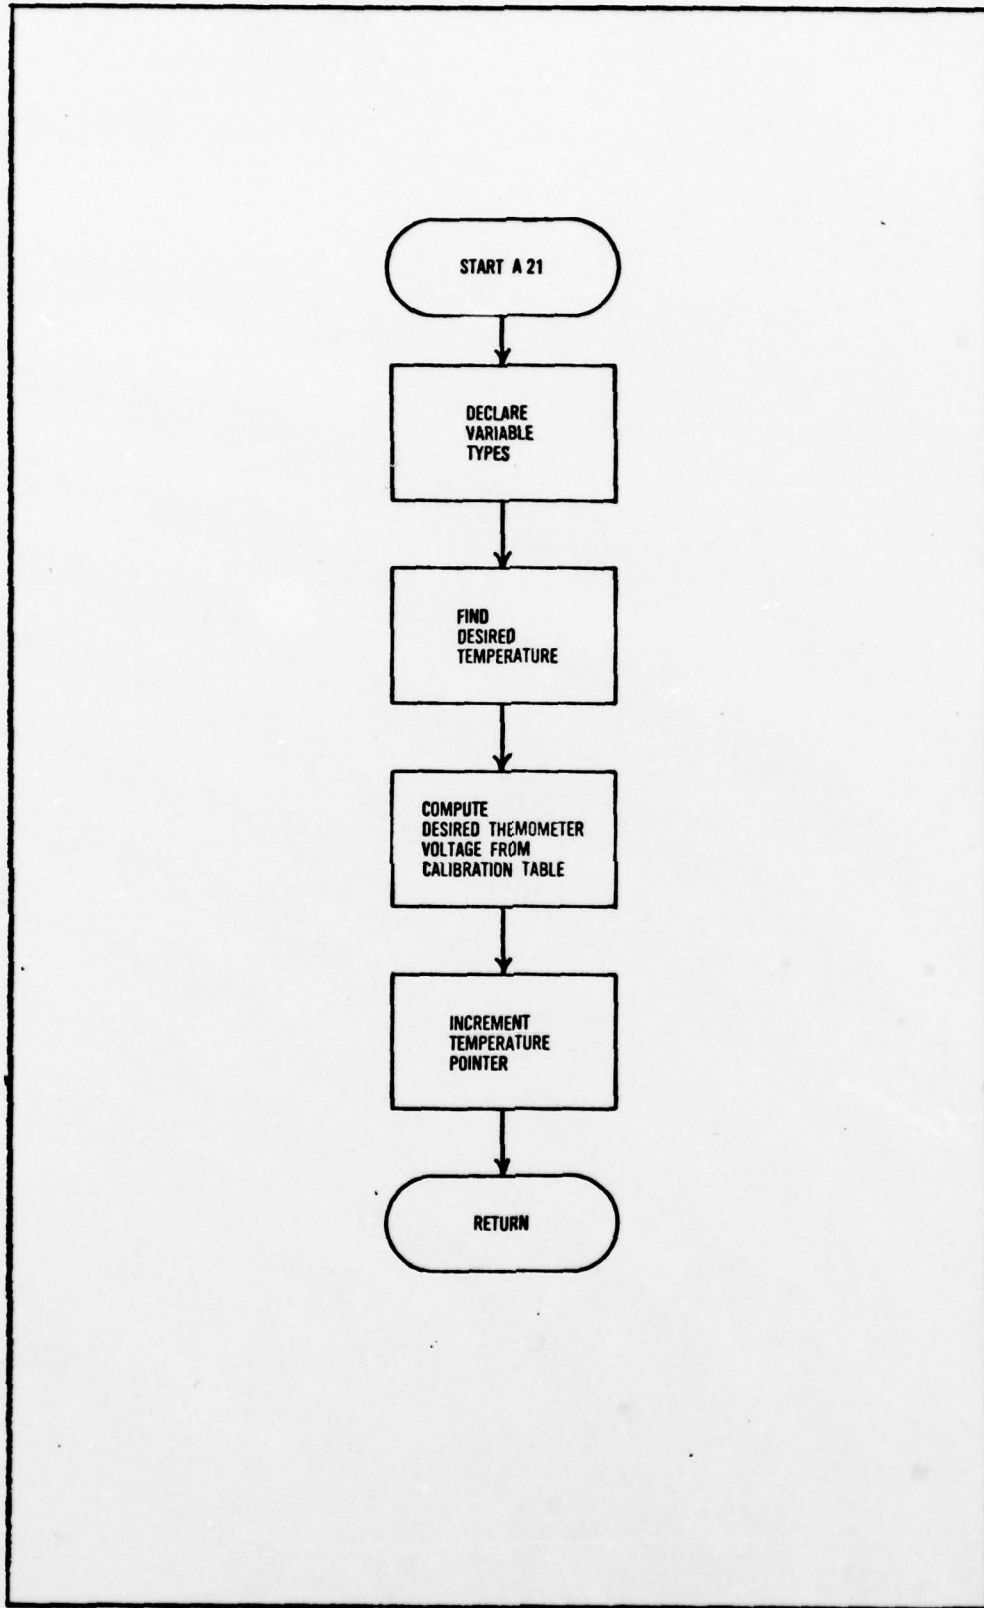 START A 21
DECLARE
VARIABLE
TYPES
FIND
DESIRED
TEMPERATURE
COMPUTE
DESIRED THEMOMETER
VOLTAGE FROM
CALIBRATION TABLE
INCREMENT
TEMPERATURE
POINTER
RETURN